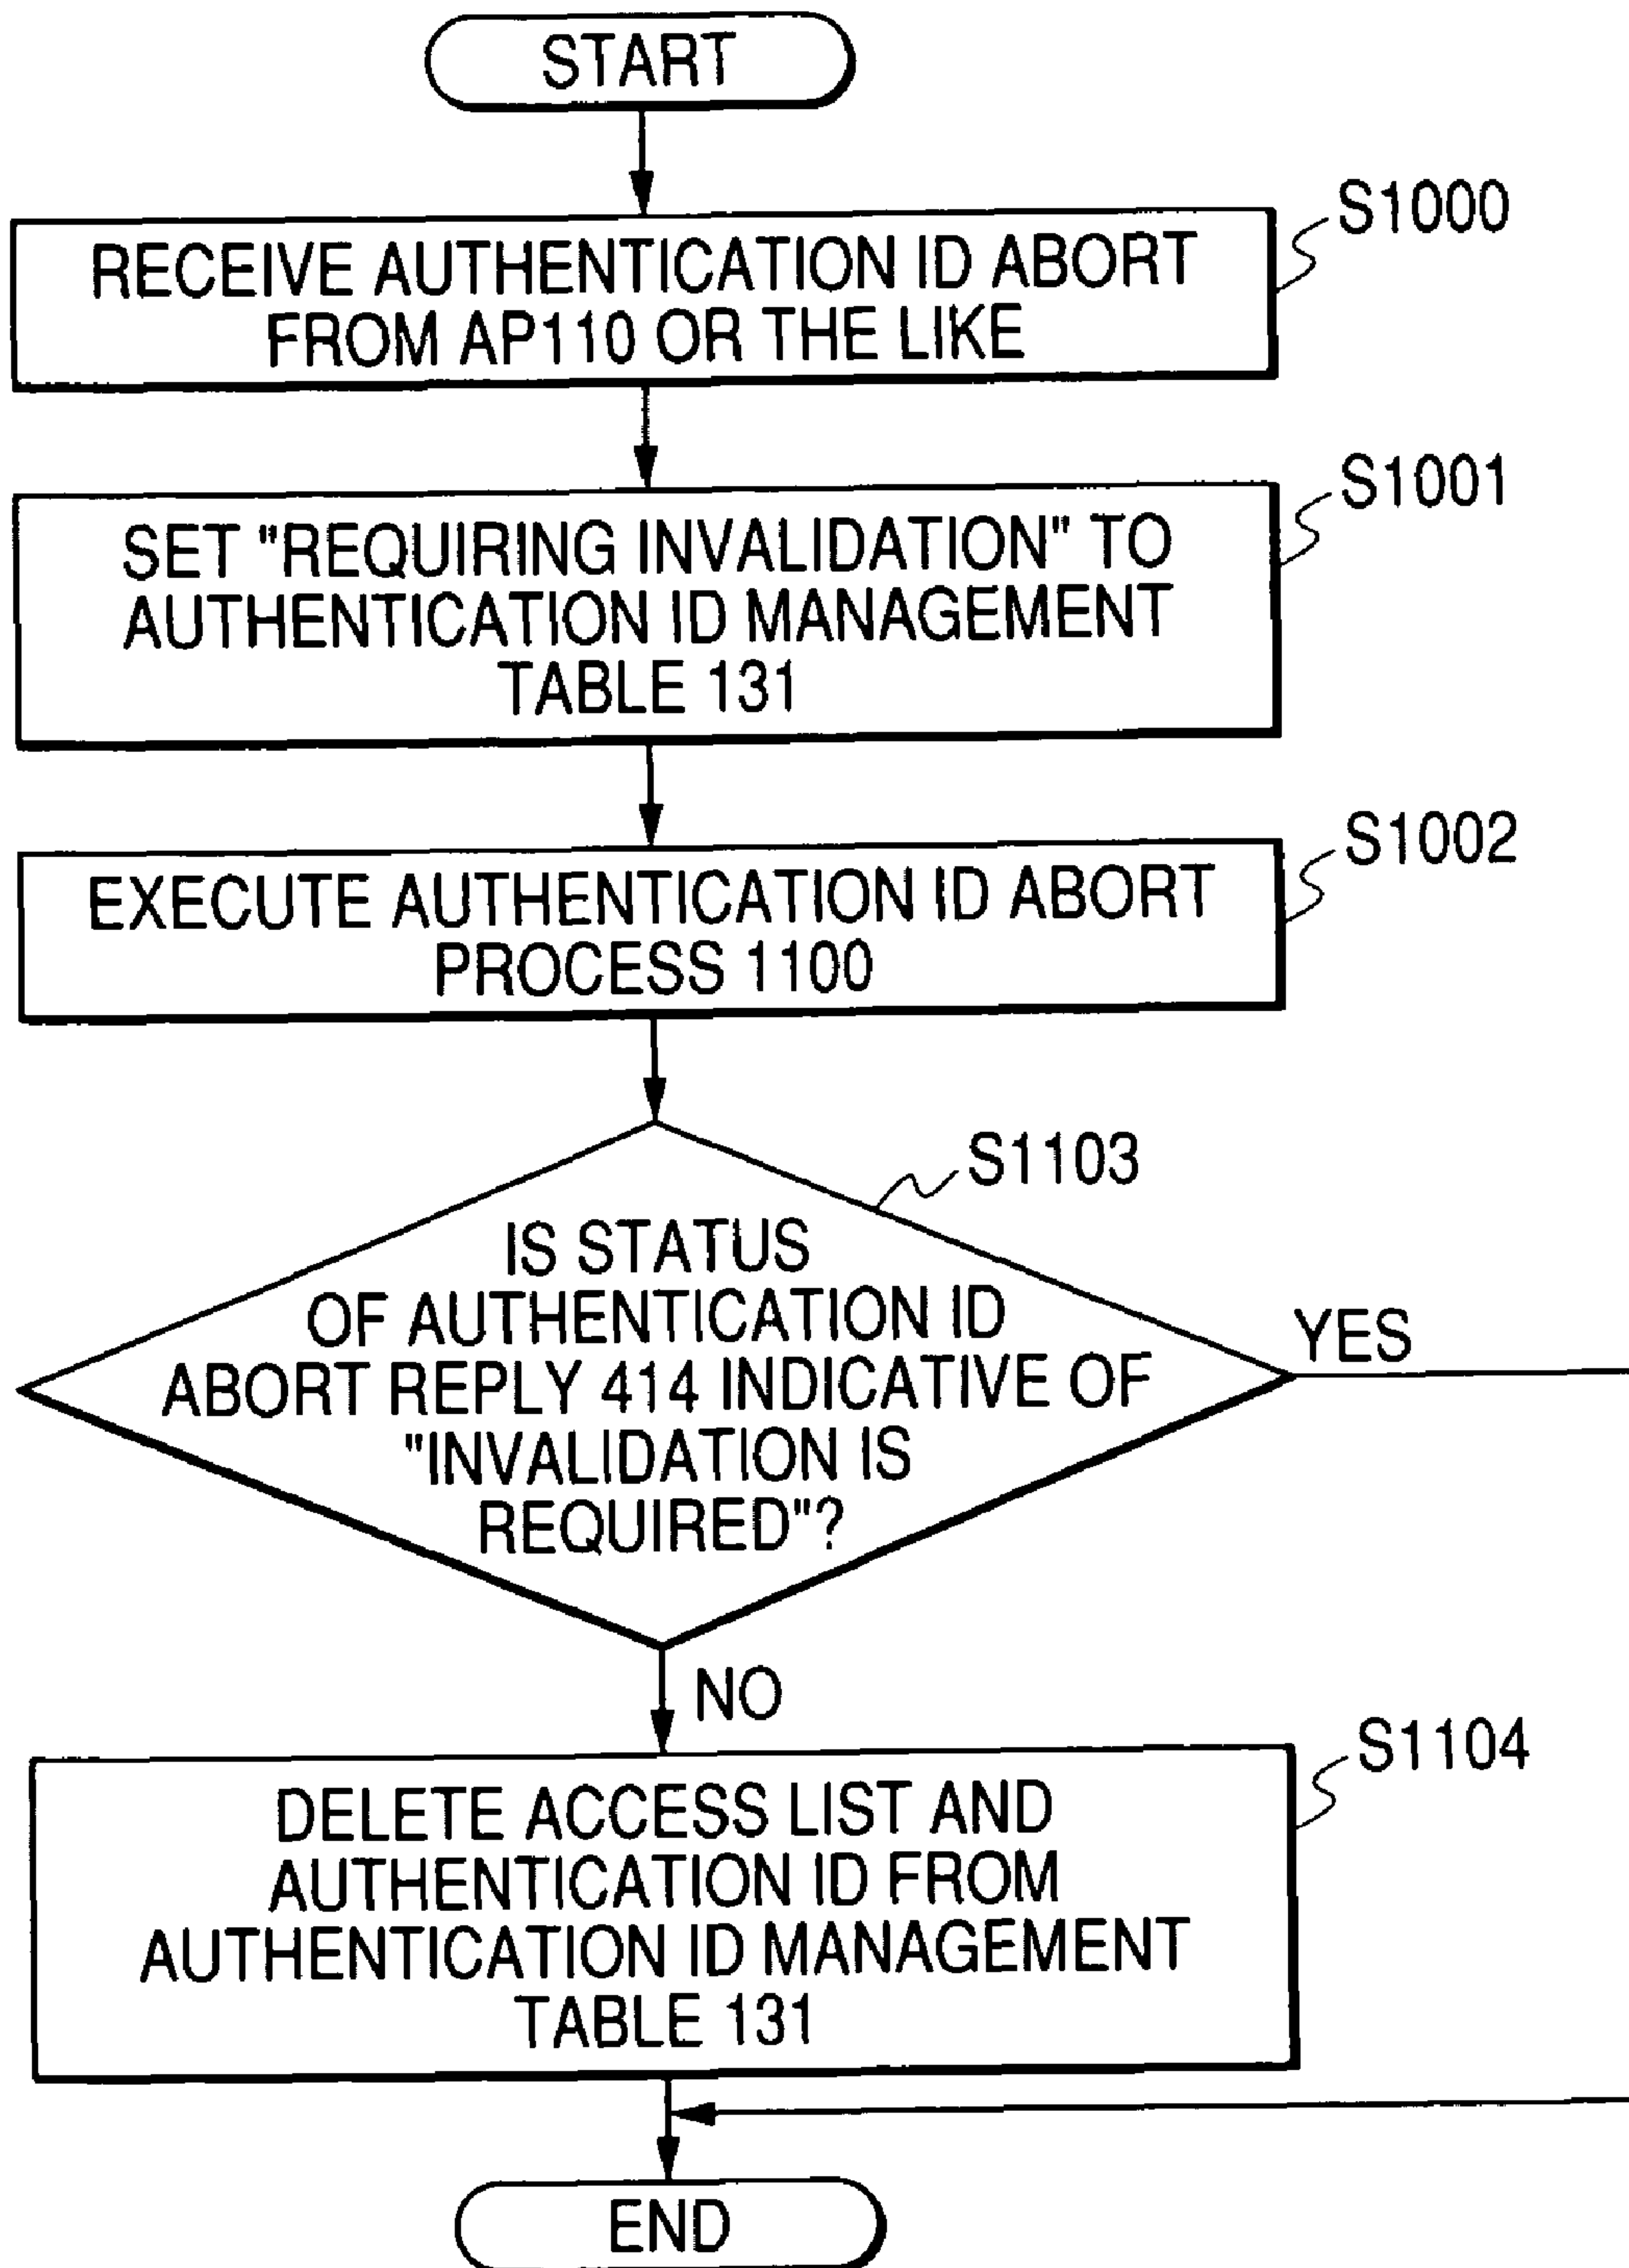 START
S1000
RECEIVE AUTHENTICATION ID ABORT
FROM AP110 OR THE LIKE
S1001
SET "REQUIRING INVALIDATION" TO
AUTHENTICATION ID MANAGEMENT
TABLE 131
S1002
EXECUTE AUTHENTICATION ID ABORT
PROCESS 1100
S1103
IS STATUS
OF AUTHENTICATION ID
ABORT REPLY 414 INDICATIVE OF
"INVALIDATION IS
REQUIRED"?
YES
NO
S1104
DELETE ACCESS LIST AND
AUTHENTICATION ID FROM
AUTHENTICATION ID MANAGEMENT
TABLE 131
END